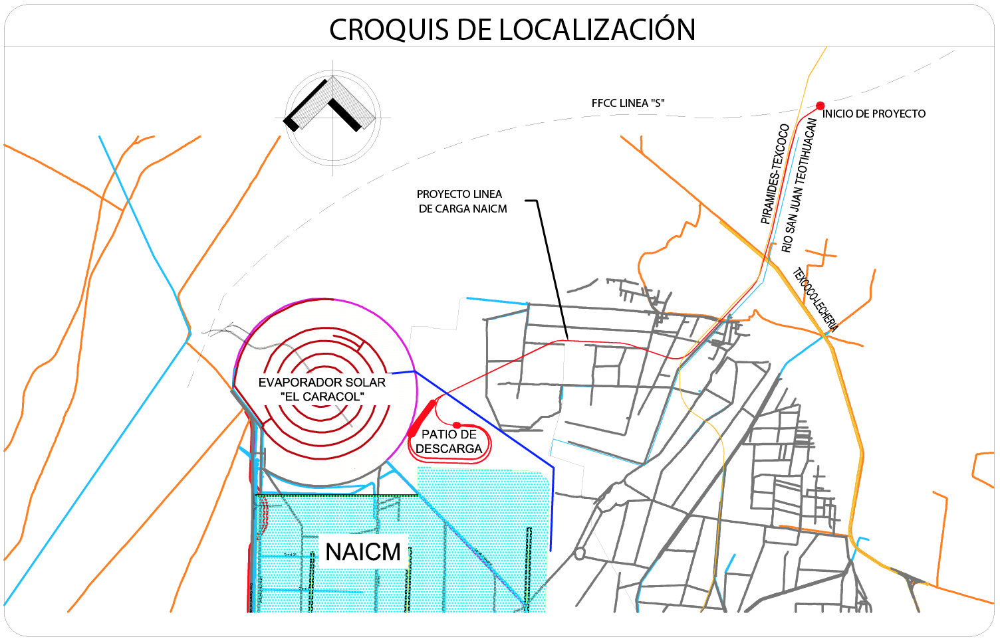 CROQUIS DE LOCALIZACIÓN
FFCC LINEA "S"
INICIO DE PROYECTO
PIRAMIDES-TEXCOCO
RIO SAN JUAN TEOTIHUACAN
PROYECTO LINEA
DE CARGA NAICM
TEXCOCO-LECHERIA
EVAPORADOR SOLAR
"EL CARACOL"
PATIO DE
DESCARGA
NAICM